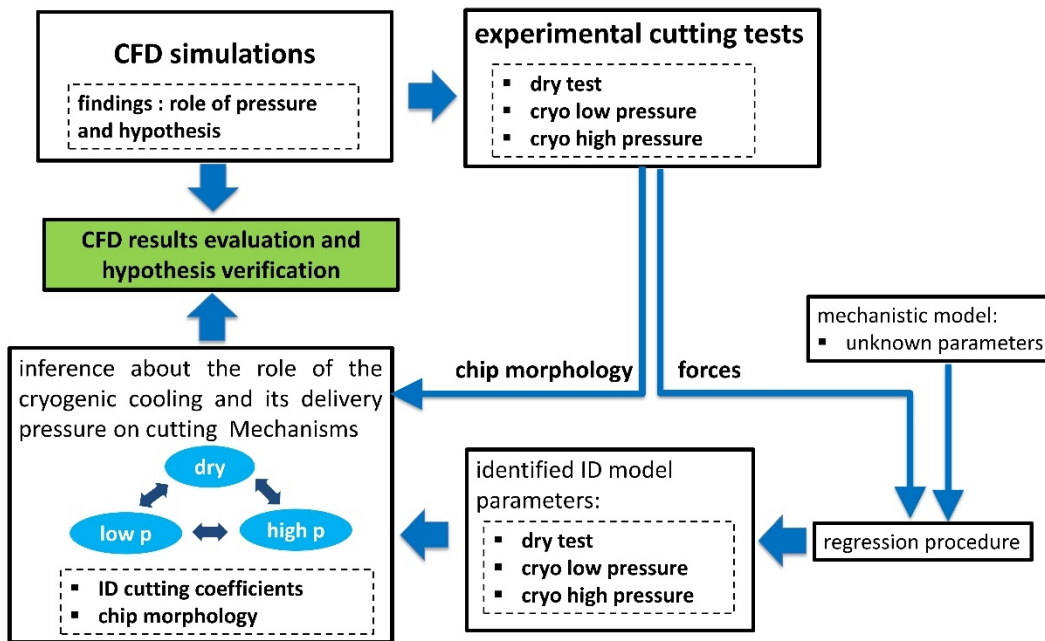 CFD simulations
findings : role of pressure
and hypothesis
experimental cutting tests
▪ dry test
▪ cryo low pressure
▪ cryo high pressure
CFD results evaluation and
hypothesis verification
mechanistic model:
▪ unknown parameters
chip morphology
forces
inference about the role of the
cryogenic cooling and its delivery
pressure on cutting Mechanisms
dry
low p
high p
▪ ID cutting coefficients
▪ chip morphology
identified ID model
parameters:
▪ dry test
▪ cryo low pressure
▪ cryo high pressure
regression procedure